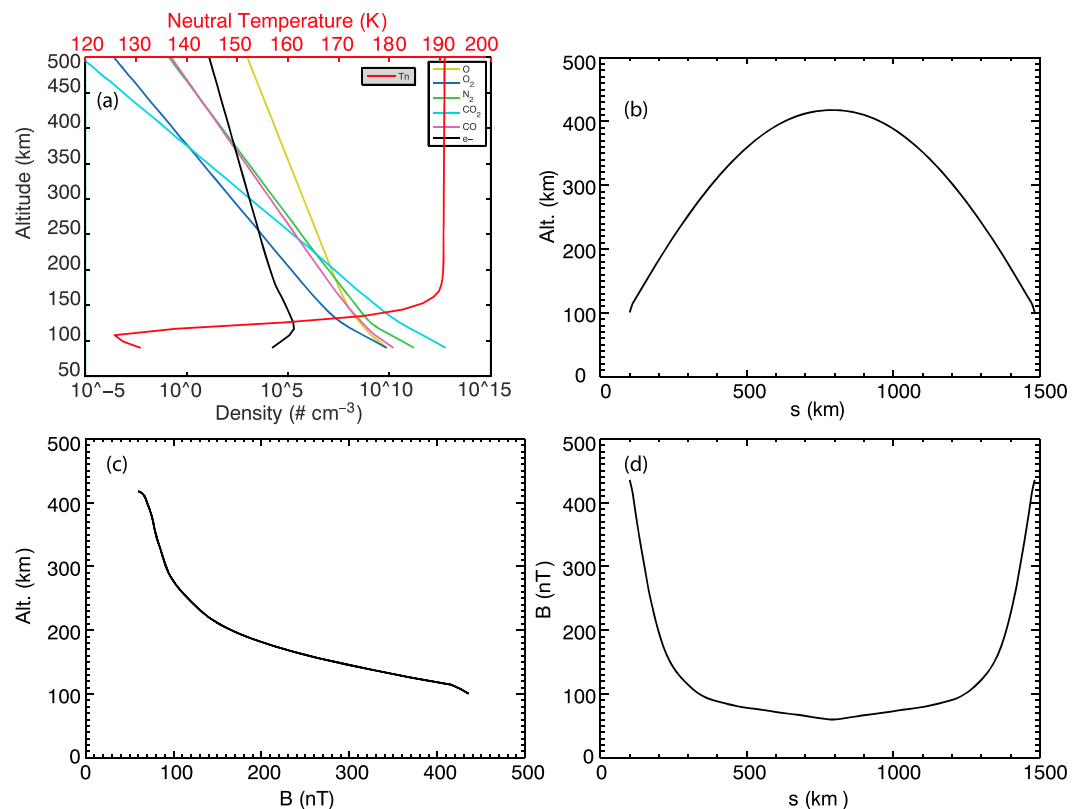 Neutral Temperature (K)
120 130 140 150 160 170 180 190 200
500
450
400
350
300
250
200
150
100
50
Altitude (km)
(a)
Tn
O
O2
N2
CO2
CO
e−
10^−5 10^0 10^5 10^10 10^15
Density (# cm−3)
500
400
300
200
100
0
Alt. (km)
(b)
0 500 1000 1500
s (km)
500
400
300
200
100
0
Alt. (km)
(c)
0 100 200 300 400 500
B (nT)
500
400
300
200
100
0
B (nT)
(d)
0 500 1000 1500
s (km)